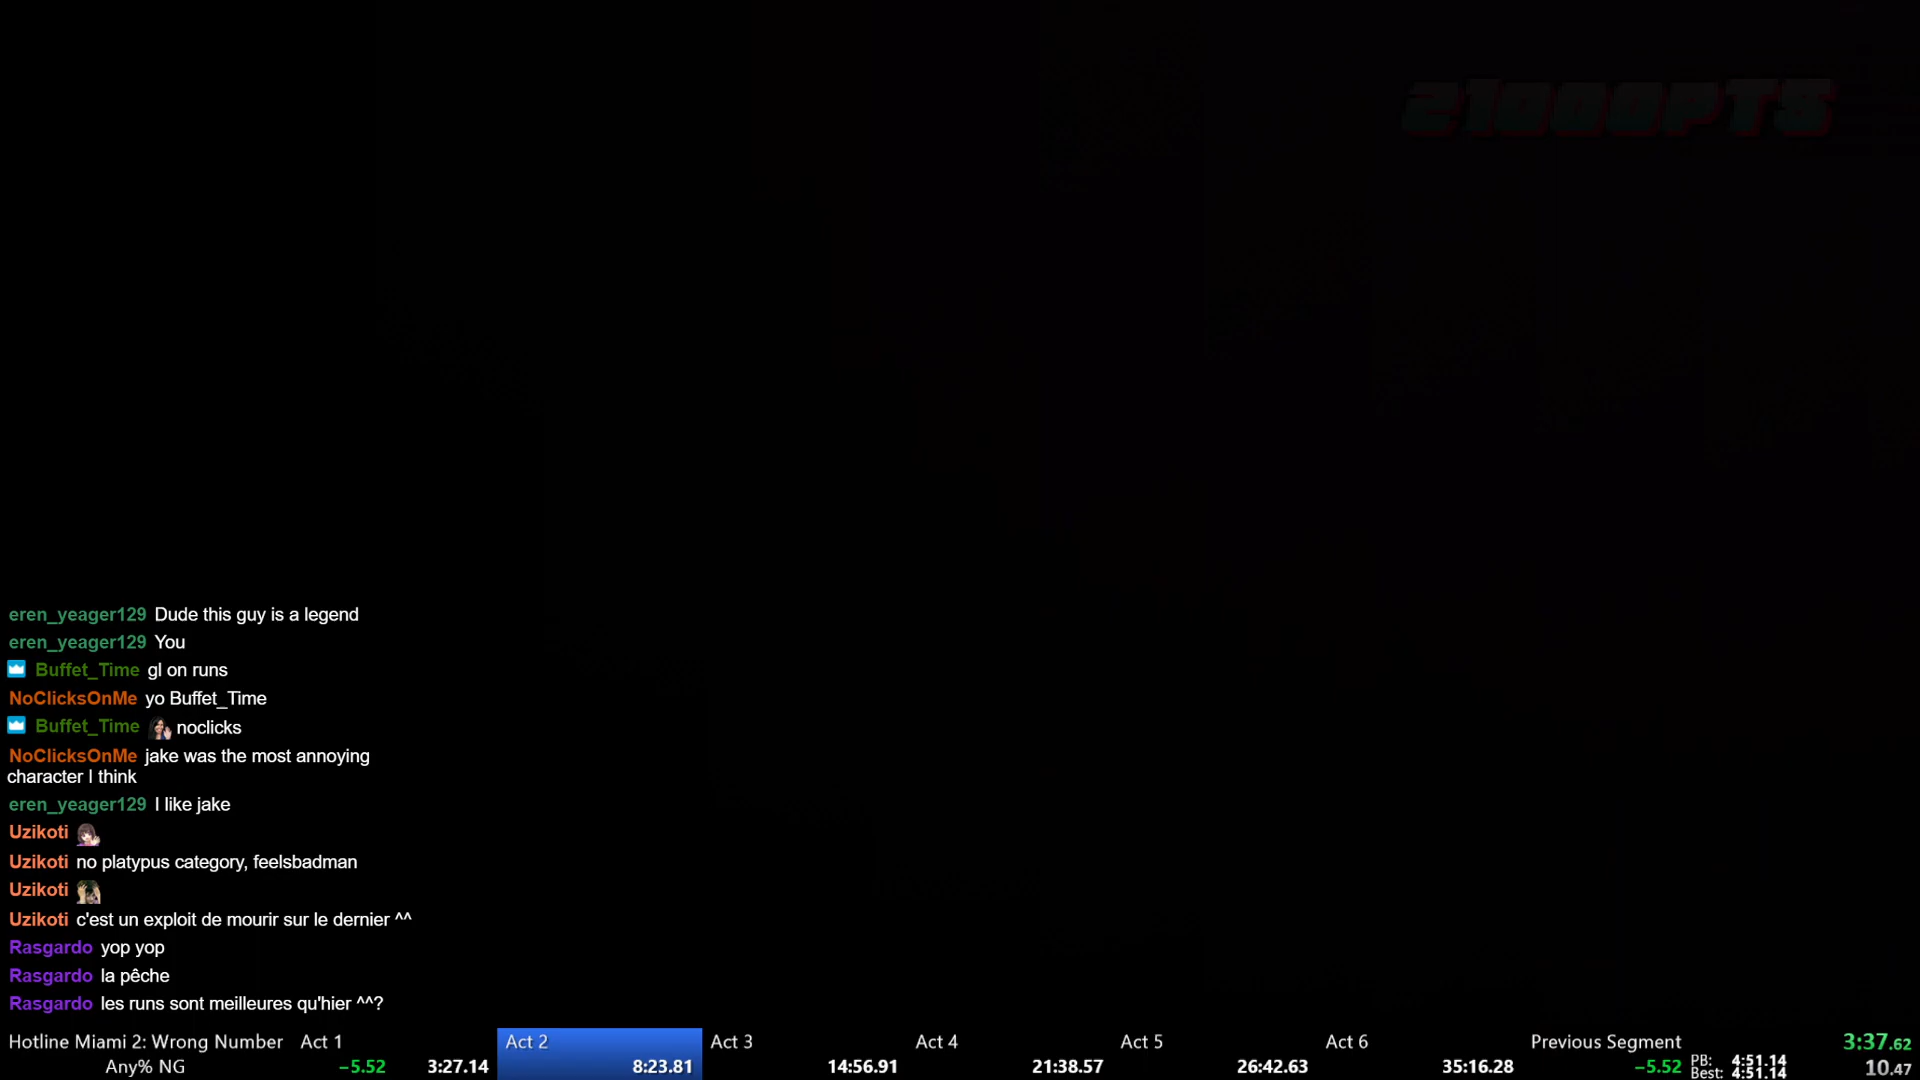 21000PTS
eren_yeager129 Dude this guy is a legend
eren_yeager129 You
Buffet_Time gl on runs
NoClicksOnMe yo Buffet_Time
Buffet_Time noclicks
NoClicksOnMe jake was the most annoying
character I think
eren_yeager129 I like jake
Uzikoti
Uzikoti no platypus category, feelsbadman
Uzikoti
Uzikoti c'est un exploit de mourir sur le dernier ^^
Rasgardo yop yop
Rasgardo la pêche
Rasgardo les runs sont meilleures qu'hier ^^?
Hotline Miami 2: Wrong Number Act 1 Act 2 Act 3 Act 4 Act 5 Act 6 Previous Segment 3:37.62
Any% NG −5.52 3:27.14 8:23.81 14:56.91 21:38.57 26:42.63 35:16.28 −5.52 PB: 4:51.14
Best: 4:51.14 10.47